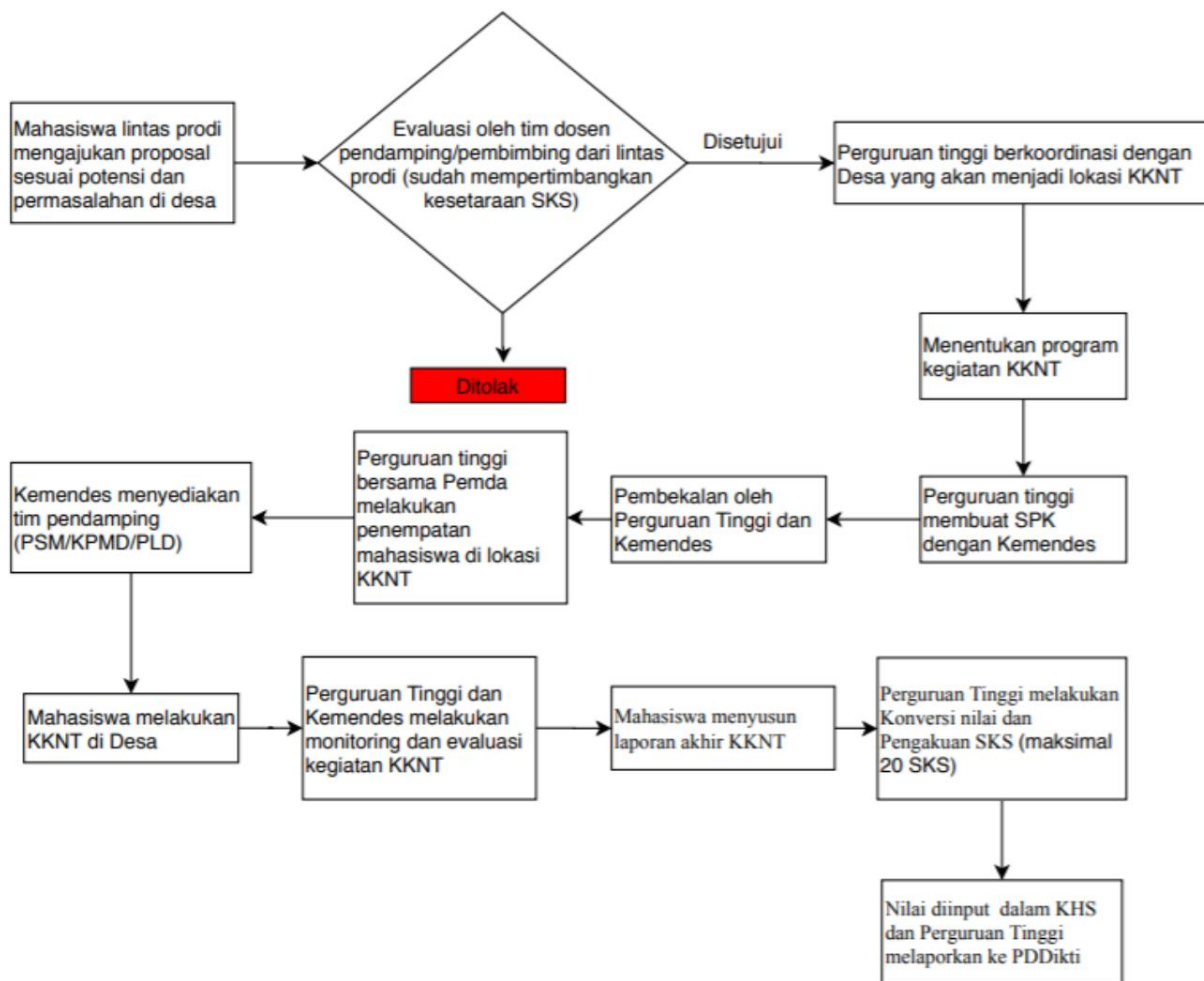 Mahasiswa lintas prodi
mengajukan proposal
sesuai potensi dan
permasalahan di desa
Evaluasi oleh tim dosen
pendamping/pembimbing dari lintas
prodi (sudah mempertimbangkan
kesetaraan SKS)
Disetujui
Perguruan tinggi berkoordinasi dengan
Desa yang akan menjadi lokasi KKNT
Ditolak
Menentukan program
kegiatan KKNT
Perguruan tinggi
membuat SPK
dengan Kemendes
Pembekalan oleh
Perguruan Tinggi dan
Kemendes
Perguruan tinggi
bersama Pemda
melakukan
penempatan
mahasiswa di lokasi
KKNT
Kemendes menyediakan
tim pendamping
(PSM/KPMD/PLD)
Mahasiswa melakukan
KKNT di Desa
Perguruan Tinggi dan
Kemendes melakukan
monitoring dan evaluasi
kegiatan KKNT
Mahasiswa menyusun
laporan akhir KKNT
Perguruan Tinggi melakukan
Konversi nilai dan
Pengakuan SKS (maksimal
20 SKS)
Nilai diinput dalam KHS
dan Perguruan Tinggi
melaporkan ke PDDikti